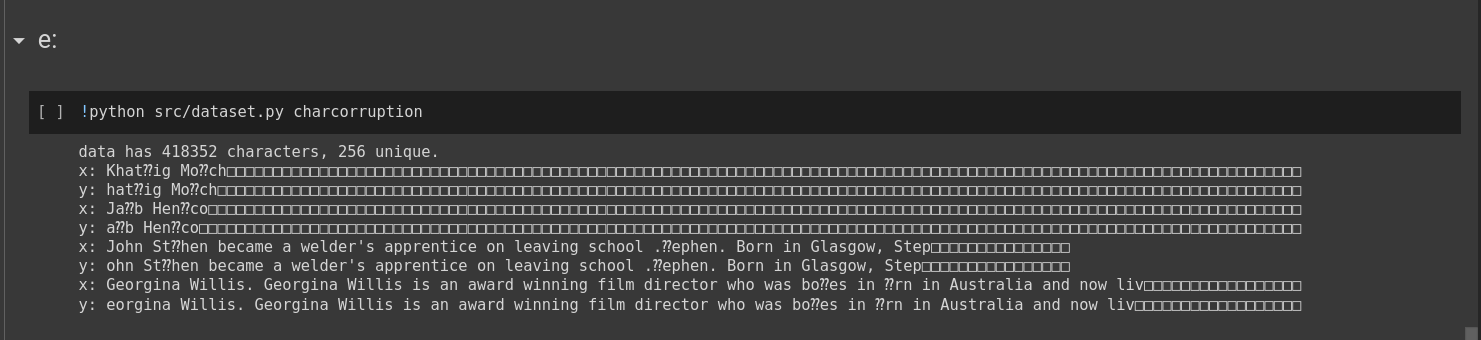 e:
[ ] !python src/dataset.py charcorruption
data has 418352 characters, 256 unique.
x: Khat⁇ig Mo⁇ch□□□□□□□□□□□□□□□□□□□□□□□□□□□□□□□□□□□□□□□□□□□□□□□□□□□□□□□□□□□□□□□□□□□□□□□□□□□□□□□□□□□□□□□□□□□□□□□□□□□□□□□□□□□□□□□□□□□□
y: hat⁇ig Mo⁇ch□□□□□□□□□□□□□□□□□□□□□□□□□□□□□□□□□□□□□□□□□□□□□□□□□□□□□□□□□□□□□□□□□□□□□□□□□□□□□□□□□□□□□□□□□□□□□□□□□□□□□□□□□□□□□□□□□□□□□
x: Ja⁇b Hen⁇co□□□□□□□□□□□□□□□□□□□□□□□□□□□□□□□□□□□□□□□□□□□□□□□□□□□□□□□□□□□□□□□□□□□□□□□□□□□□□□□□□□□□□□□□□□□□□□□□□□□□□□□□□□□□□□□□□□□□□□
y: a⁇b Hen⁇co□□□□□□□□□□□□□□□□□□□□□□□□□□□□□□□□□□□□□□□□□□□□□□□□□□□□□□□□□□□□□□□□□□□□□□□□□□□□□□□□□□□□□□□□□□□□□□□□□□□□□□□□□□□□□□□□□□□□□□□
x: John St⁇hen became a welder's apprentice on leaving school .⁇ephen. Born in Glasgow, Step□□□□□□□□□□□□□□□
y: ohn St⁇hen became a welder's apprentice on leaving school .⁇ephen. Born in Glasgow, Step□□□□□□□□□□□□□□□□
x: Georgina Willis. Georgina Willis is an award winning film director who was bo⁇es in ⁇rn in Australia and now liv□□□□□□□□□□□□□□□□□
y: eorgina Willis. Georgina Willis is an award winning film director who was bo⁇es in ⁇rn in Australia and now liv□□□□□□□□□□□□□□□□□□